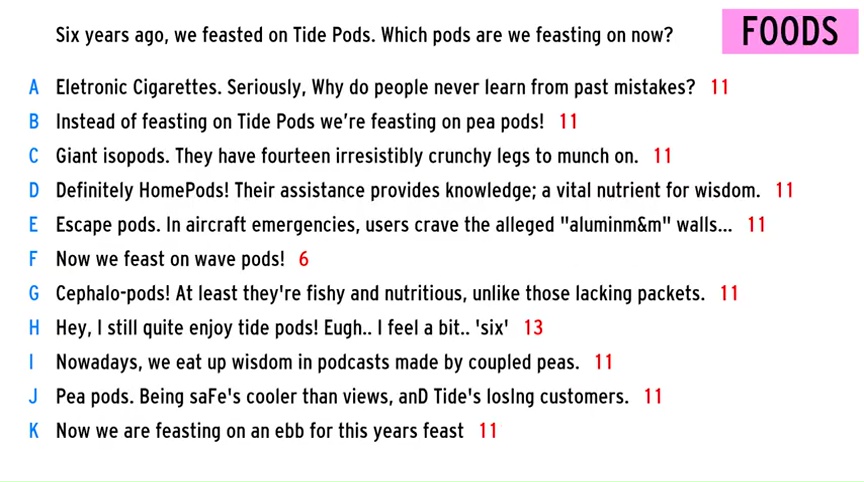 Six years ago, we feasted on Tide Pods. Which pods are we feasting on now?
FOODS
A Eletronic Cigarettes. Seriously, Why do people never learn from past mistakes? 11
B Instead of feasting on Tide Pods we're feasting on pea pods! 11
C Giant isopods. They have fourteen irresistibly crunchy legs to munch on. 11
D Definitely HomePods! Their assistance provides knowledge; a vital nutrient for wisdom. 11
E Escape pods. In aircraft emergencies, users crave the alleged "aluminm&m" walls... 11
F Now we feast on wave pods! 6
G Cephalo-pods! At least they're fishy and nutritious, unlike those lacking packets. 11
H Hey, I still quite enjoy tide pods! Eugh.. I feel a bit.. 'six' 13
I Nowadays, we eat up wisdom in podcasts made by coupled peas. 11
J Pea pods. Being saFe's cooler than views, anD Tide's losIng customers. 11
K Now we are feasting on an ebb for this years feast 11